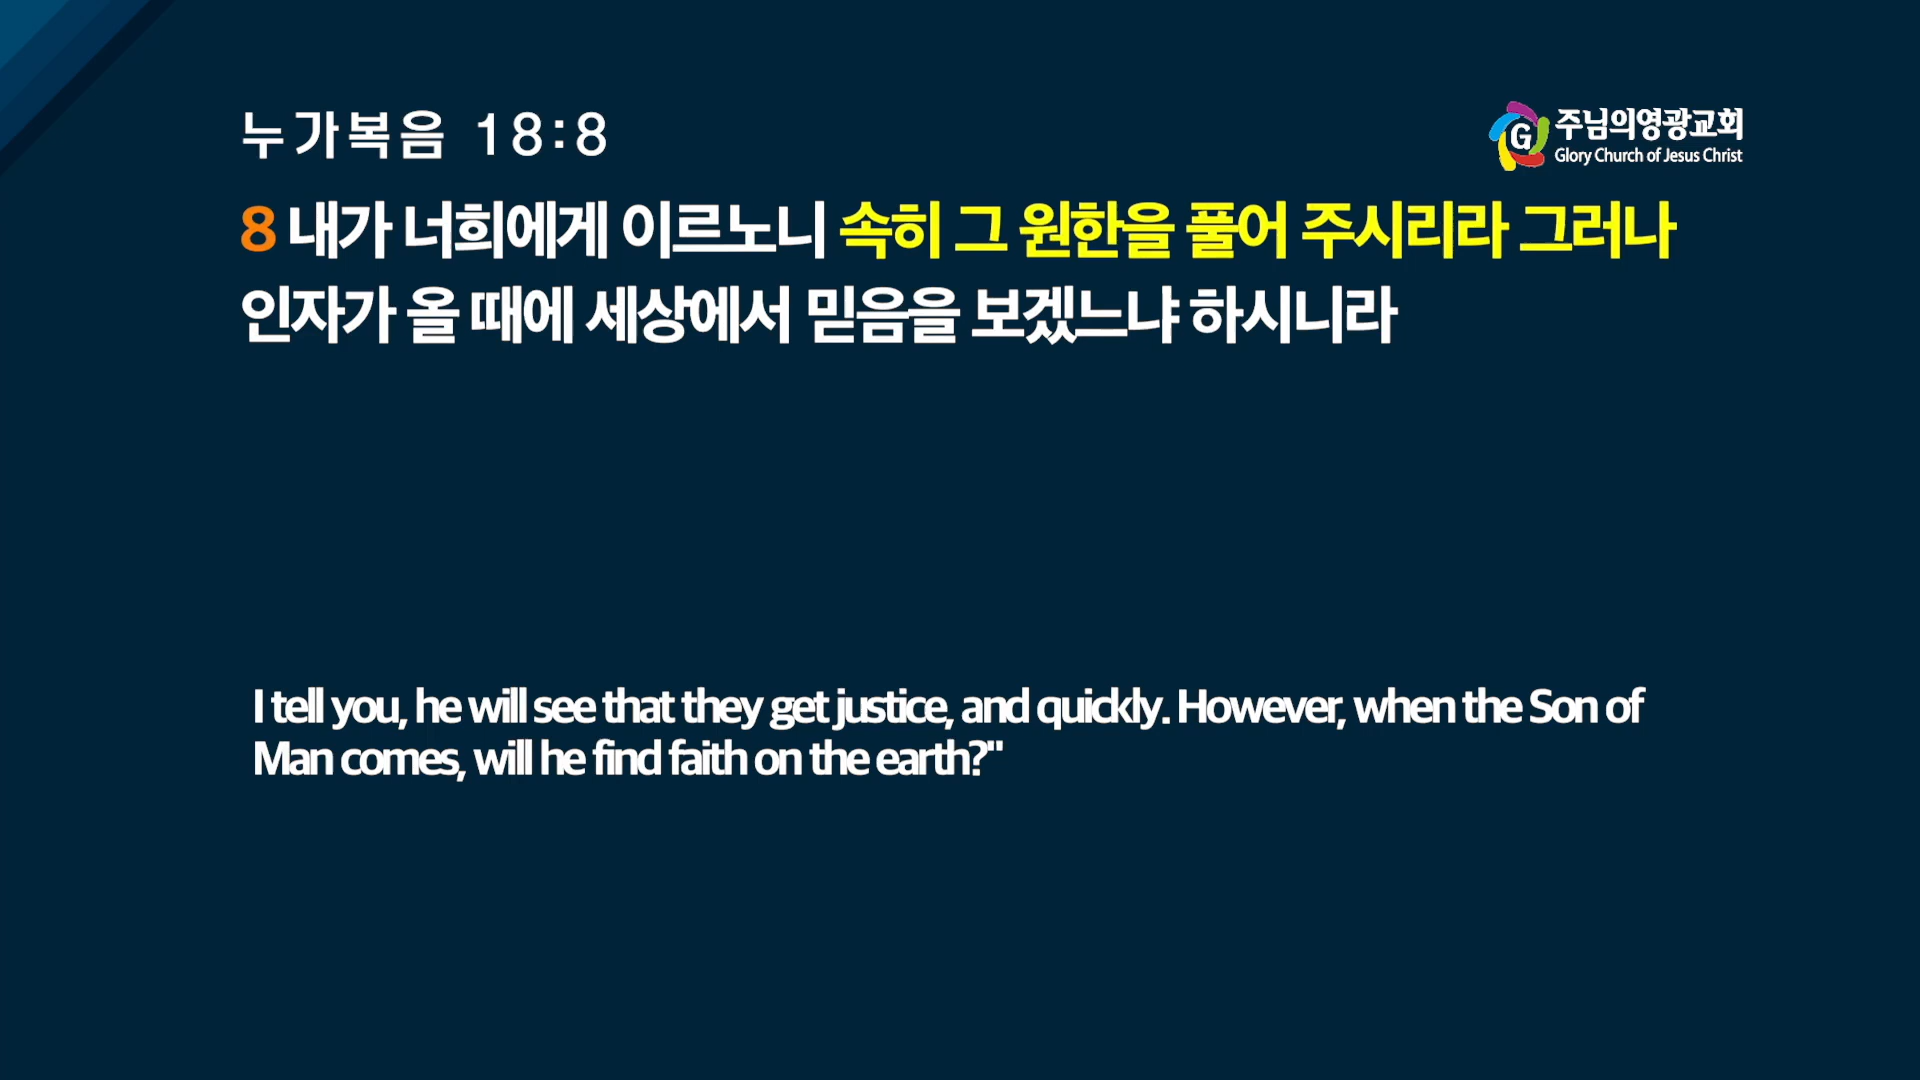 누가복음 18:8
G 주님의영광교회
Glory Church of Jesus Christ
8 내가 너희에게 이르노니 속히 그 원한을 풀어 주시리라 그러나
인자가 올 때에 세상에서 믿음을 보겠느냐 하시니라
I tell you, he will see that they get justice, and quickly. However, when the Son of
Man comes, will he find faith on the earth?"